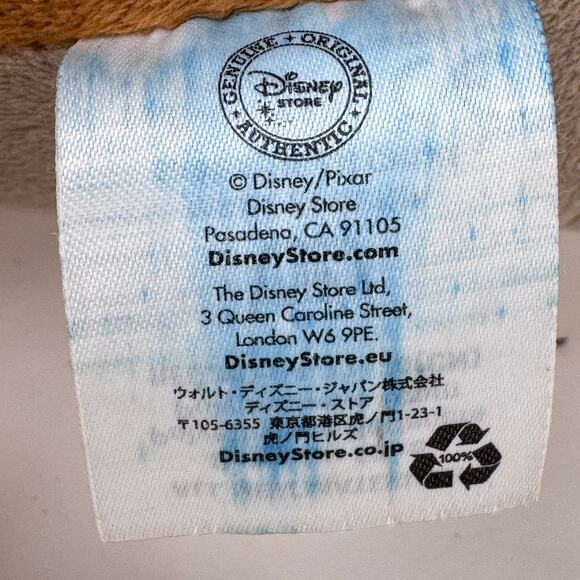 GENUINE + ORIGINAL
Disney
STORE
AUTHENTIC
© Disney/Pixar
Disney Store
Pasadena, CA 91105
DisneyStore.com
The Disney Store Ltd,
3 Queen Caroline Street,
London W6 9PE.
DisneyStore.eu
ウォルト・ディズニー・ジャパン株式会社
ディズニー・ストア
〒105-6355 東京都港区虎ノ門1-23-1
虎ノ門ヒルズ
DisneyStore.co.jp
100%